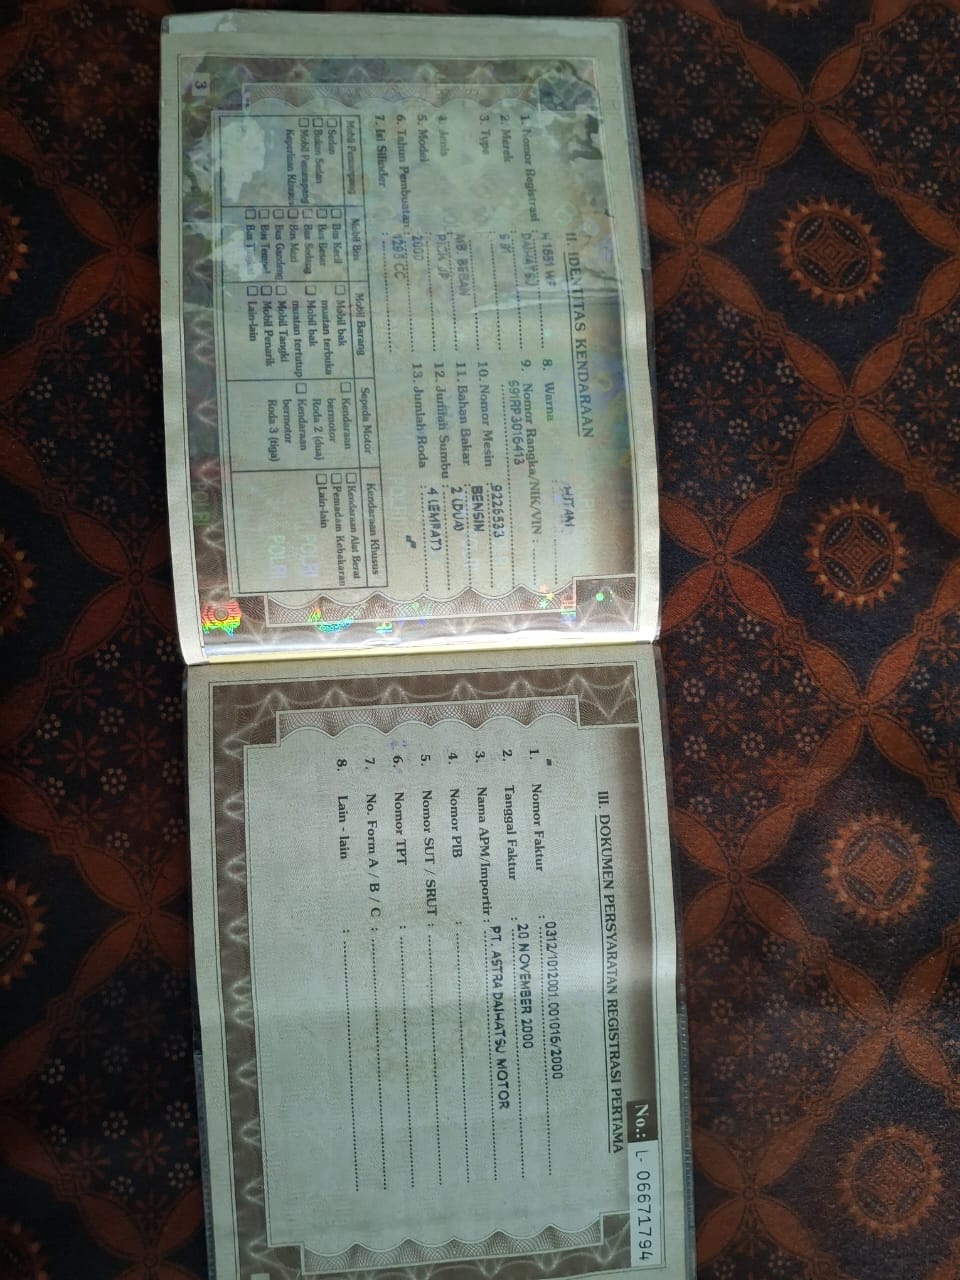 3
II. IDENTITAS KENDARAAN
1. Nomor Registrasi :
2. Merek : DAIHATSU
3. Type :
4. Jenis : MB. BEBAN
5. Model : PICK UP
6. Tahun Pembuatan : 2000
7. Isi Silinder : 1295 CC
8. Warna : HITAM
9. Nomor Rangka/NIK/VIN
S91RP3016413
10. Nomor Mesin : 9226533
11. Bahan Bakar : BENSIN
12. Jumlah Sumbu : 2 (DUA)
13. Jumlah Roda : 4 (EMPAT)
Mobil Penumpang
Sedan
Bukan Sedan
Mobil Penumpang
Keperluan Khusus
Mobil Bus
Bus Kecil
Bus Besar
Bus Sedang
Bus Maxi
Bus Gandeng
Bus Tempel
Bus
Mobil Barang
Mobil bak
muatan terbuka
Mobil bak
muatan tertutup
Mobil Tangki
Mobil Penarik
Lain-lain
Sepeda Motor
Kendaraan
bermotor
Roda 2 (dua)
Kendaraan
bermotor
Roda 3 (tiga)
Kendaraan Khusus
Kendaraan Alat Berat
Pemadam Kebakaran
Lain-lain
POLRI
POLRI
No.: L- 06671794
III. DOKUMEN PERSYARATAN REGISTRASI PERTAMA
1. Nomor Faktur : 0312/1012001.001016/2000
2. Tanggal Faktur : 20 NOVEMBER 2000
3. Nama APM/Importir : PT. ASTRA DAIHATSU MOTOR
4. Nomor PIB :
5. Nomor SUT / SRUT :
6. Nomor TPT :
7. No. Form A / B / C :
8. Lain - lain :